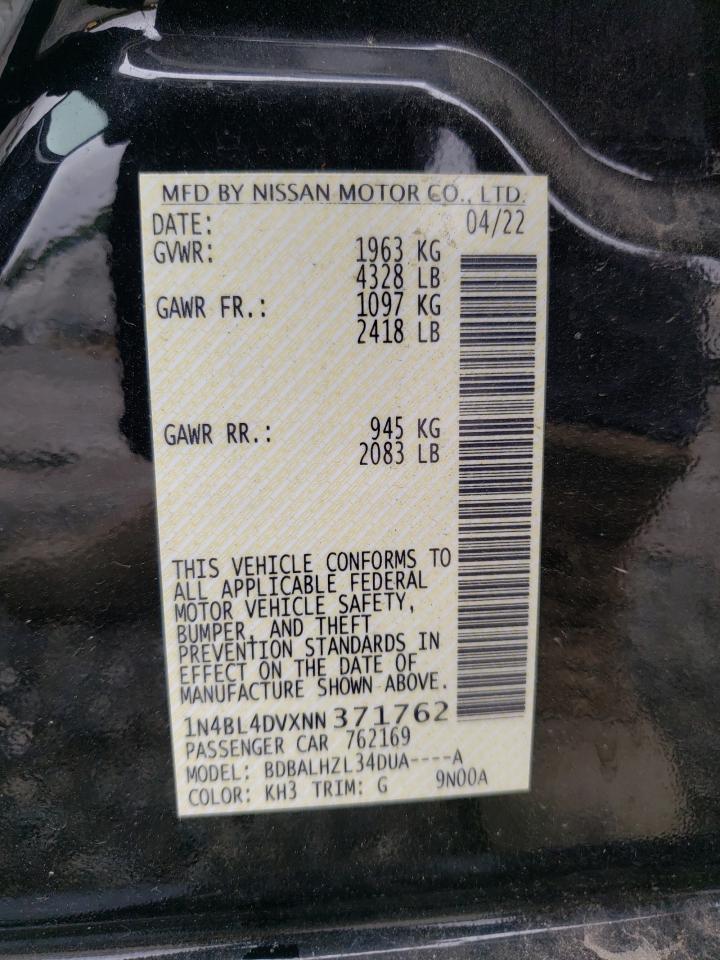 MFD BY NISSAN MOTOR CO., LTD.
DATE: 04/22
GVWR: 1963 KG
4328 LB
GAWR FR.: 1097 KG
2418 LB
GAWR RR.: 945 KG
2083 LB
THIS VEHICLE CONFORMS TO
ALL APPLICABLE FEDERAL
MOTOR VEHICLE SAFETY,
BUMPER, AND THEFT
PREVENTION STANDARDS IN
EFFECT ON THE DATE OF
MANUFACTURE SHOWN ABOVE.
1N4BL4DVXNN371762
PASSENGER CAR 762169
MODEL: BDBALHZL34DUA----A
COLOR: KH3 TRIM: G 9N00A